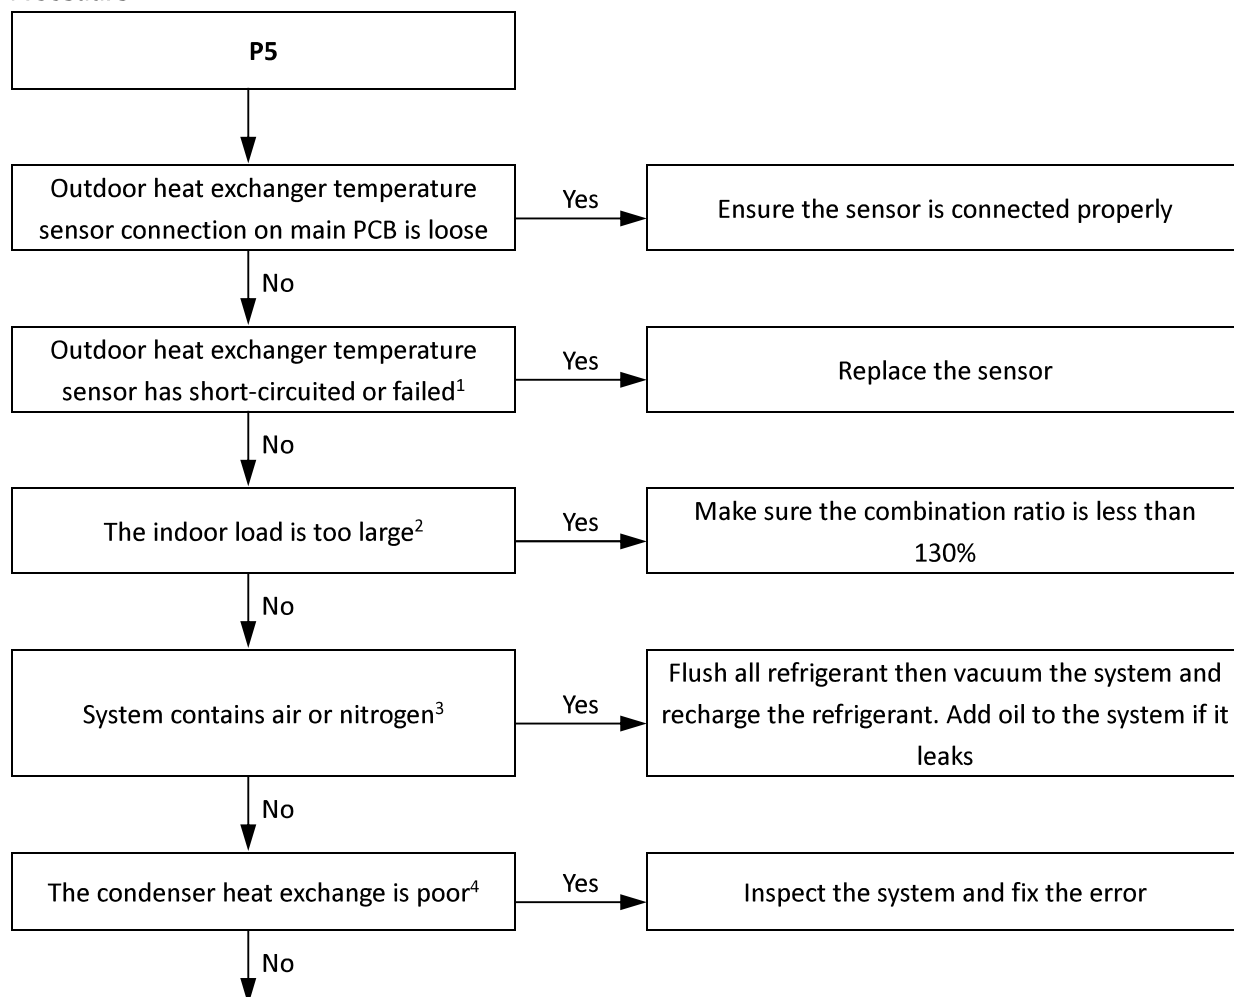 P5
Outdoor heat exchanger temperature
sensor connection on main PCB is loose
Yes
Ensure the sensor is connected properly
No
Outdoor heat exchanger temperature
sensor has short-circuited or failed1
Yes
Replace the sensor
No
The indoor load is too large2
Yes
Make sure the combination ratio is less than
130%
No
System contains air or nitrogen3
Yes
Flush all refrigerant then vacuum the system and
recharge the refrigerant. Add oil to the system if it
leaks
No
The condenser heat exchange is poor4
Yes
Inspect the system and fix the error
No